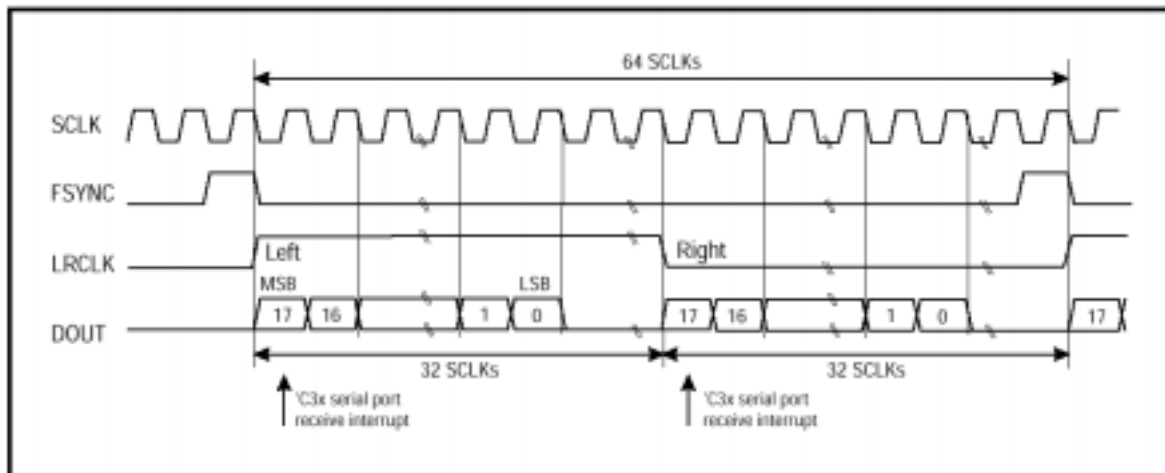 64 SCLKs
SCLK
FSYNC
LRCLK
Left
Right
MSB
LSB
DOUT
17 16 1 0 17 16 1 0 17
32 SCLKs 32 SCLKs
'C3x serial port
receive interrupt
'C3x serial port
receive interrupt